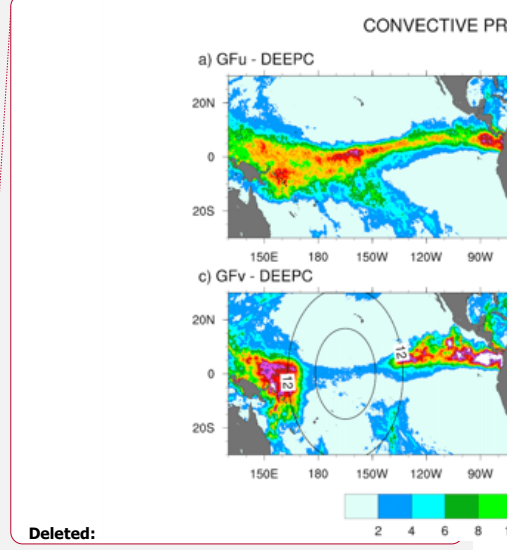 CONVECTIVE PR
a) GFu - DEEPC
20N
0
20S
150E 180 150W 120W 90W
c) GFv - DEEPC
20N
12
0
12
20S
150E 180 150W 120W 90W
2 4 6 8 1
Deleted: